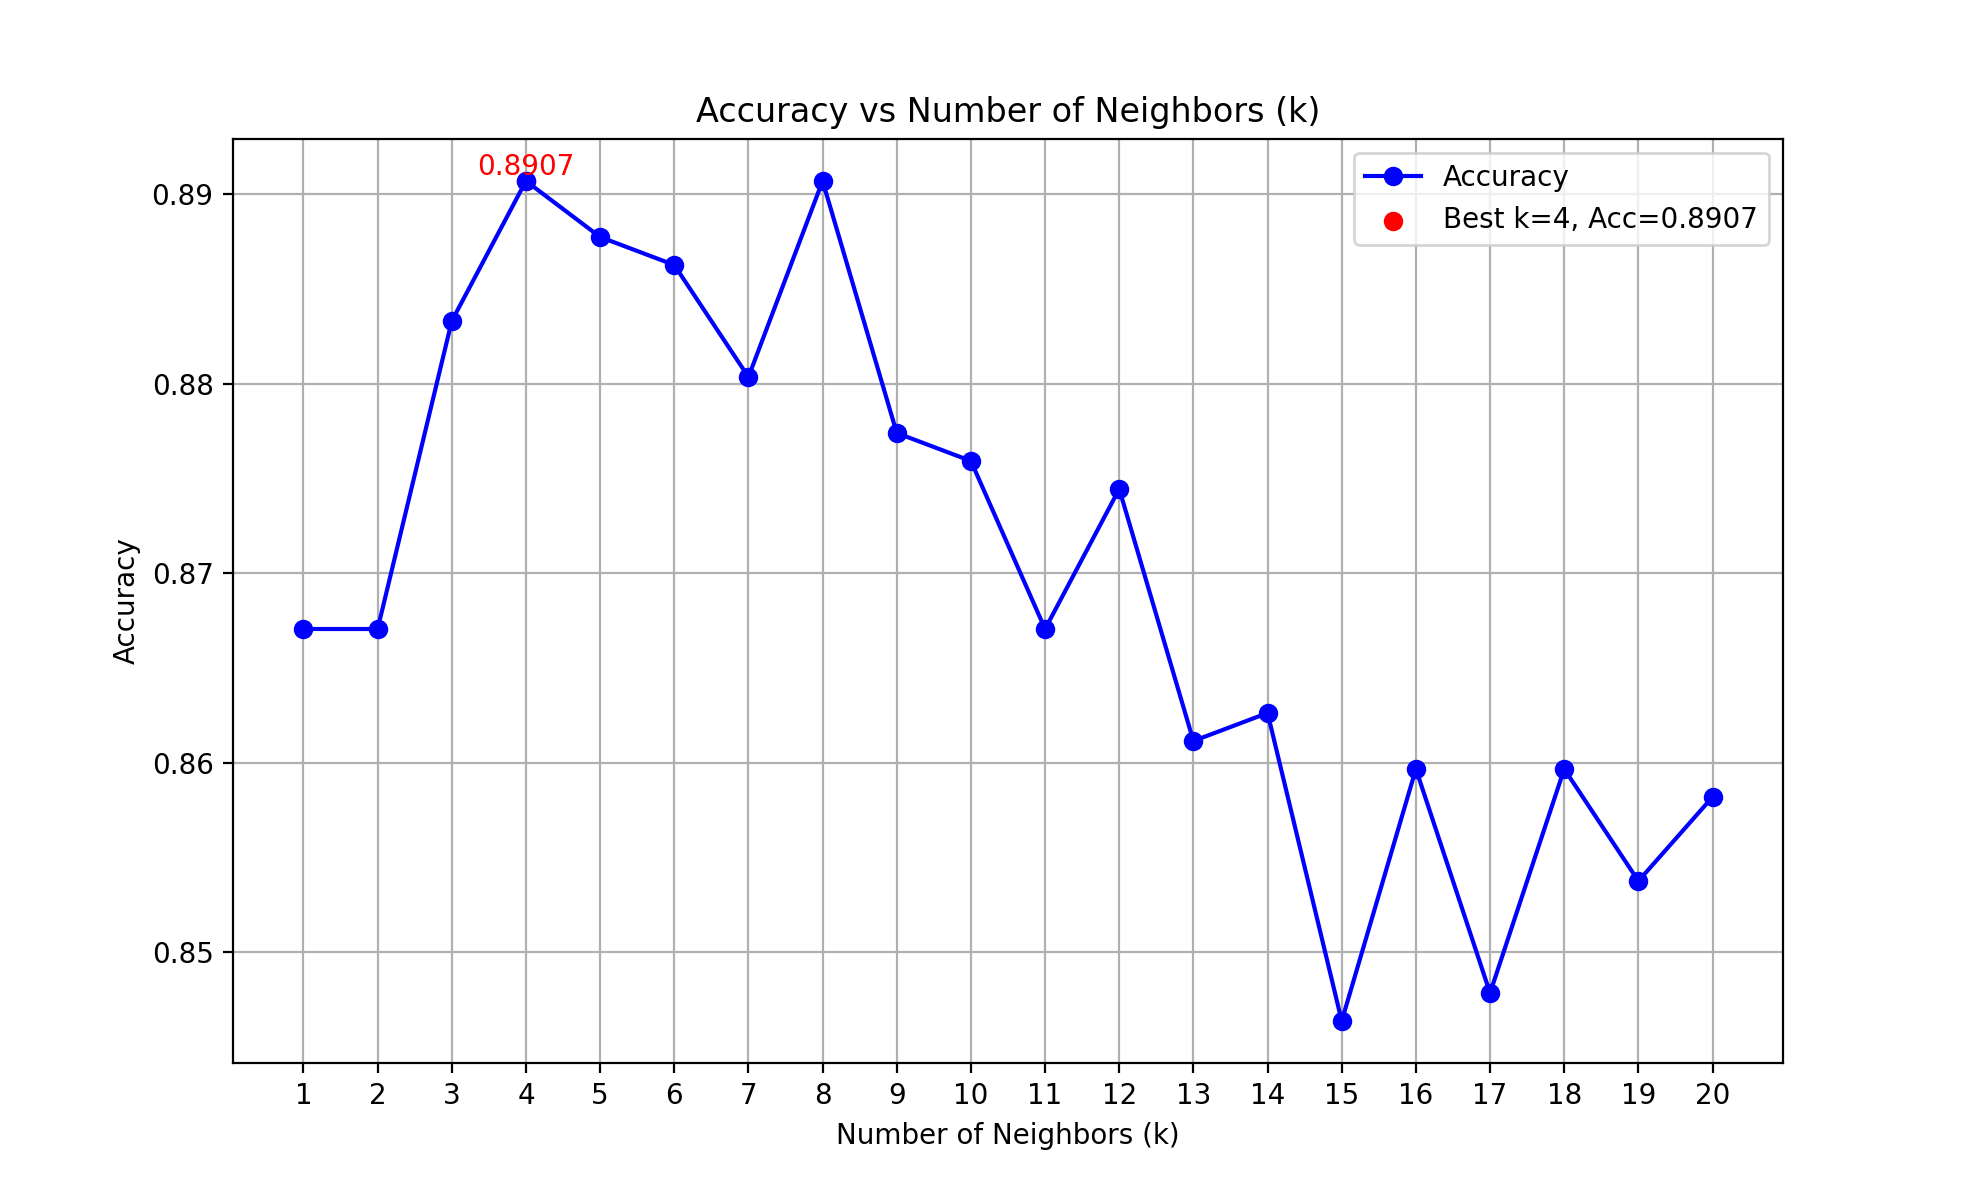 Accuracy vs Number of Neighbors (k)
0.8907
Accuracy
Best k=4, Acc=0.8907
0.89
0.88
0.87
0.86
0.85
Accuracy
1 2 3 4 5 6 7 8 9 10 11 12 13 14 15 16 17 18 19 20
Number of Neighbors (k)